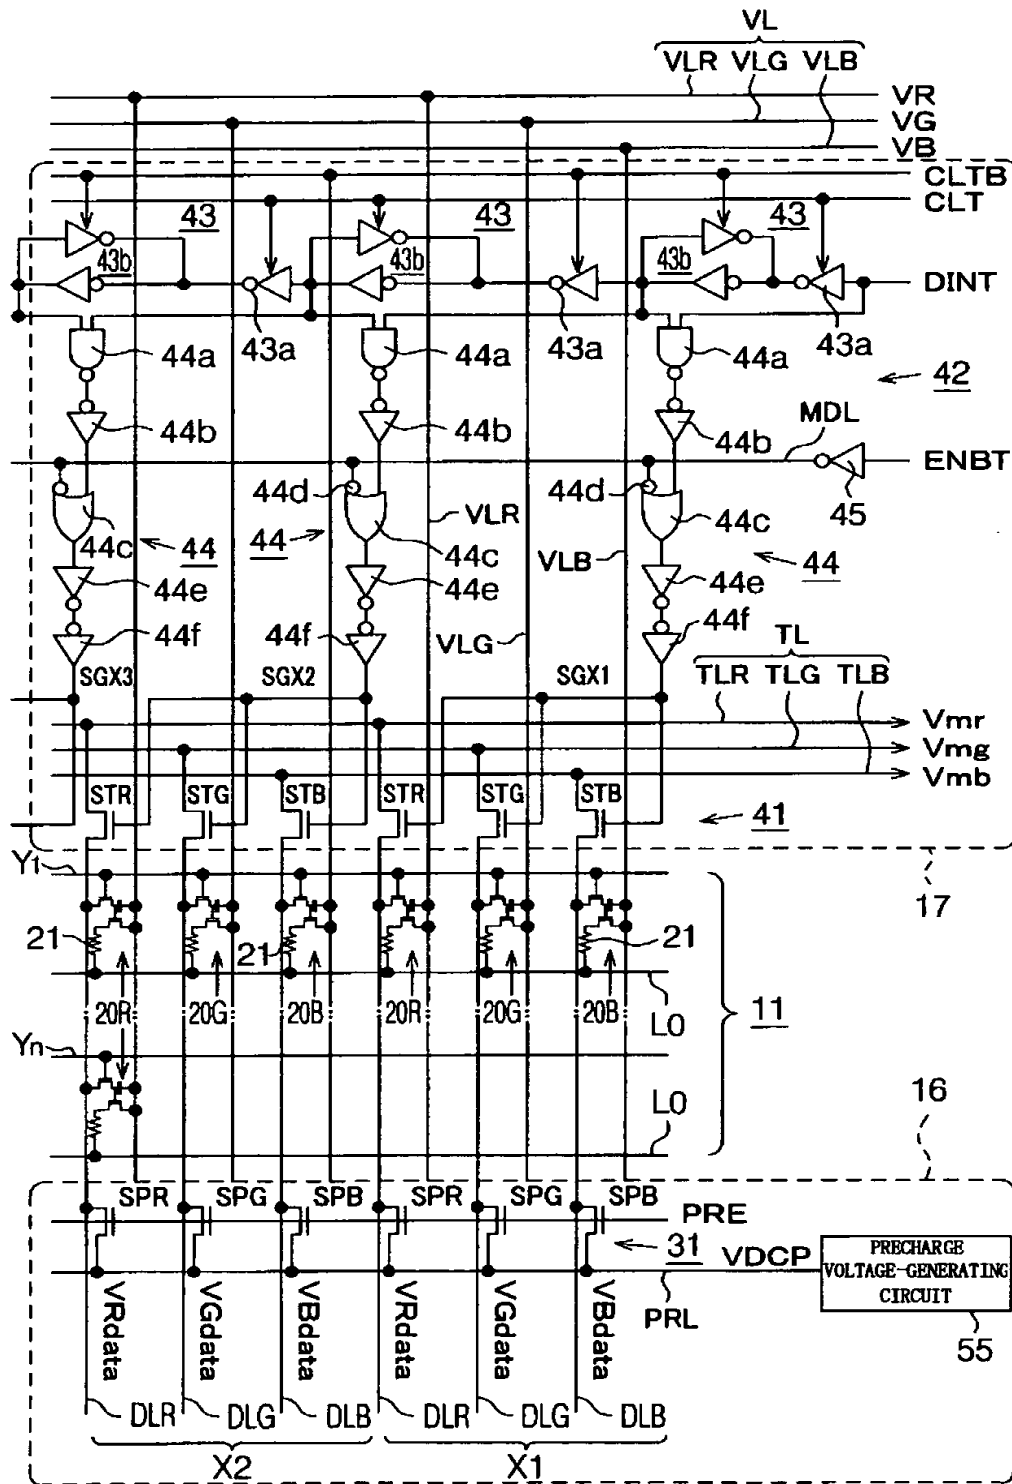 VL
VLR VLG VLB
VR
VG
VB
CLTB
CLT
43 43 43
43b 43b 43b
DINT
44a 43a 44a 43a 44a 43a
42
44b 44b 44b
MDL
ENBT
44d 44d 45
44c 44 44 44c VLR 44c
VLB 44
44e 44e 44e
44f 44f VLG 44f
SGX3 SGX2 SGX1
TL
TLR TLG TLB
Vmr
Vmg
Vmb
STR STG STB STR STG STB
41
Y1
17
21 21 21
20R 20G 20B 20R 20G 20B
L0
11
Yn
L0
16
SPR SPG SPB SPR SPG SPB
PRE
31
VDCP
PRECHARGE
VOLTAGE-GENERATING
CIRCUIT
PRL
55
VRdata VGdata VBdata VRdata VGdata VBdata
DLR DLG DLB DLR DLG DLB
X2 X1